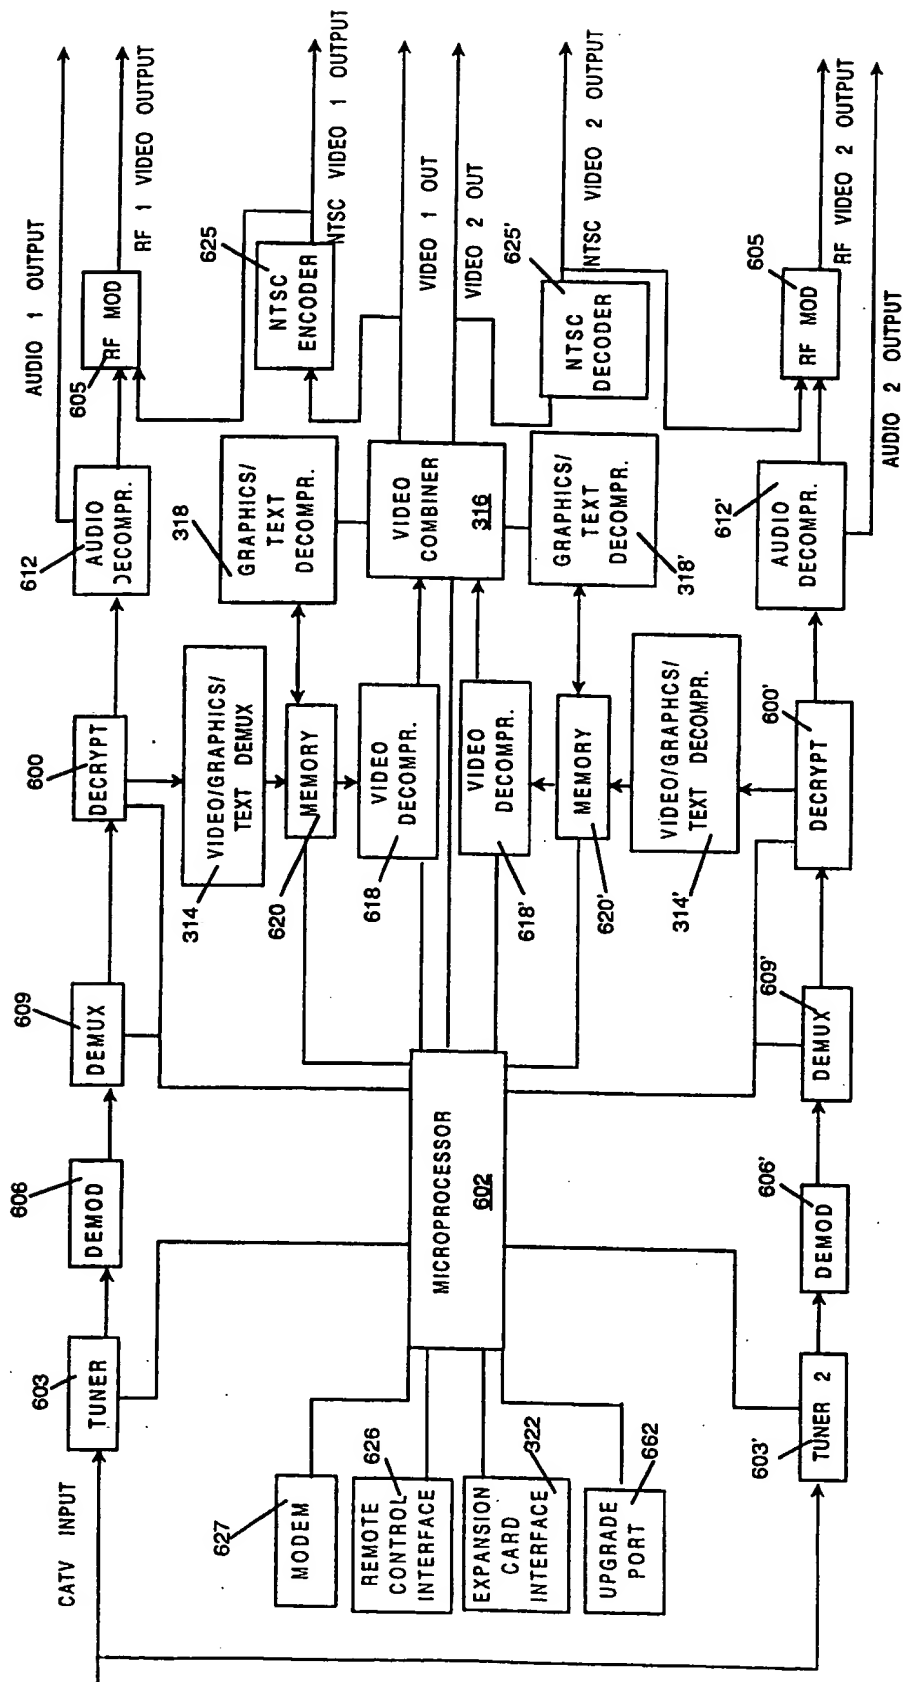 CATV INPUT
603
TUNER
606
DEMOD
609
DEMUX
600
DECRYPT
612
AUDIO
DECOMPR.
605
RF MOD
AUDIO 1 OUTPUT
RF 1 VIDEO OUTPUT
314
VIDEO/GRAPHICS/
TEXT DEMUX
318
GRAPHICS/
TEXT
DECOMPR.
625
NTSC
ENCODER
NTSC VIDEO 1 OUTPUT
620
MEMORY
618
VIDEO
DECOMPR.
VIDEO
COMBINER
316
VIDEO 1 OUT
VIDEO 2 OUT
627
MODEM
626
REMOTE
CONTROL
INTERFACE
322
EXPANSION
CARD
INTERFACE
662
UPGRADE
PORT
MICROPROCESSOR
602
618'
VIDEO
DECOMPR.
620'
MEMORY
318'
GRAPHICS/
TEXT
DECOMPR.
625'
NTSC
DECODER
NTSC VIDEO 2 OUTPUT
314'
VIDEO/GRAPHCS/
TEXT DECOMPR.
603'
TUNER 2
606'
DEMOD
609'
DEMUX
600'
DECRYPT
612'
AUDIO
DECOMPR.
605
RF MOD
RF VIDEO 2 OUTPUT
AUDIO 2 OUTPUT